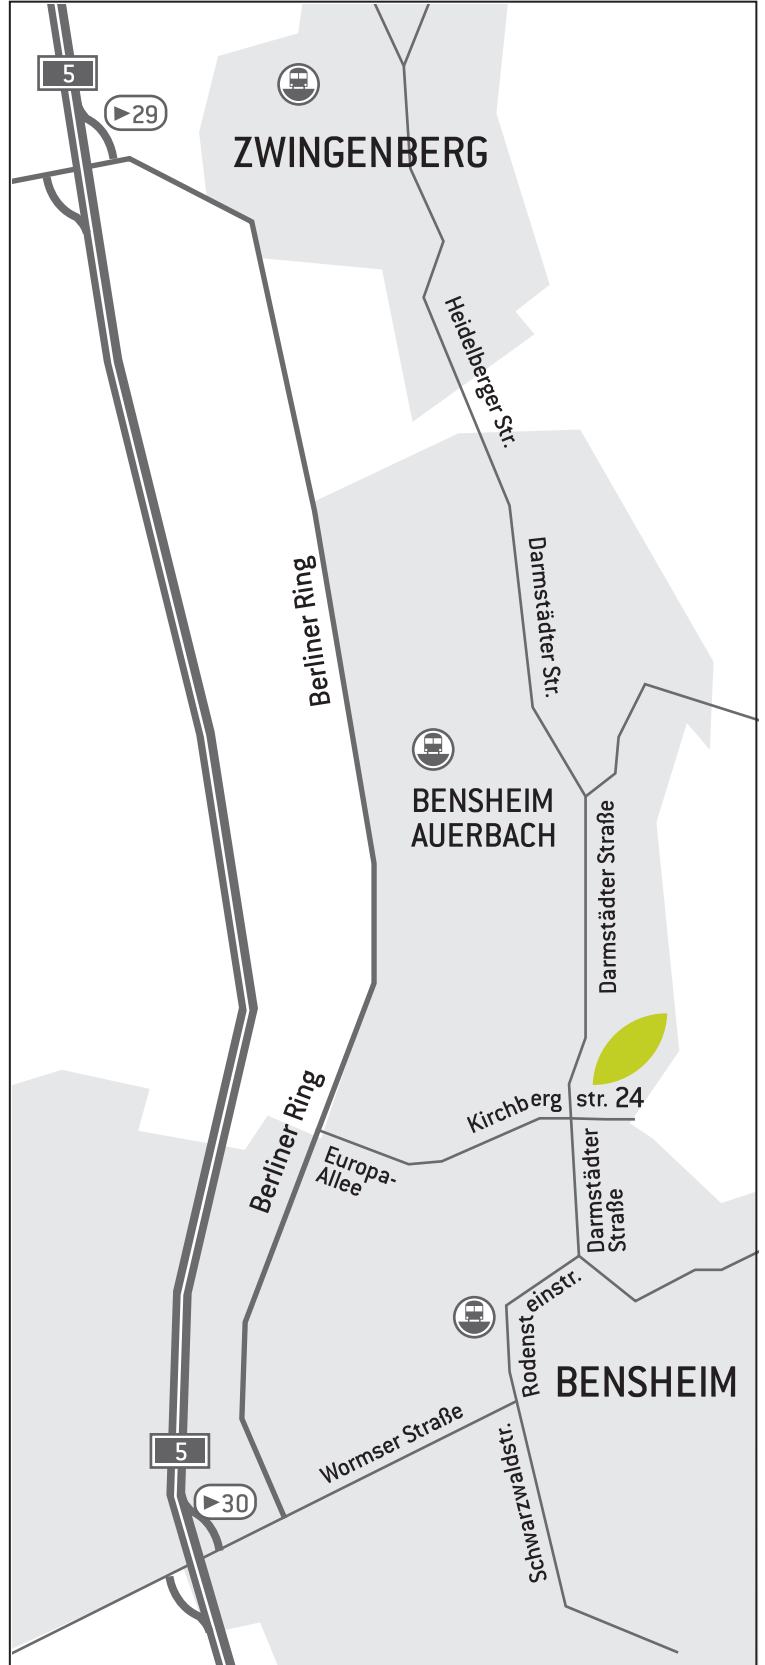 5
29
ZWINGENBERG
Heidelberger Str.
Darmstädter Str.
Berliner Ring
BENSHEIM
AUERBACH
Darmstädter Straße
Kirchberg str. 24
Berliner Ring
Europa-
Allee
Darmstädter
Straße
Rodensteinstr.
BENSHEIM
Wormser Straße
Schwarzwaldstr.
5
30